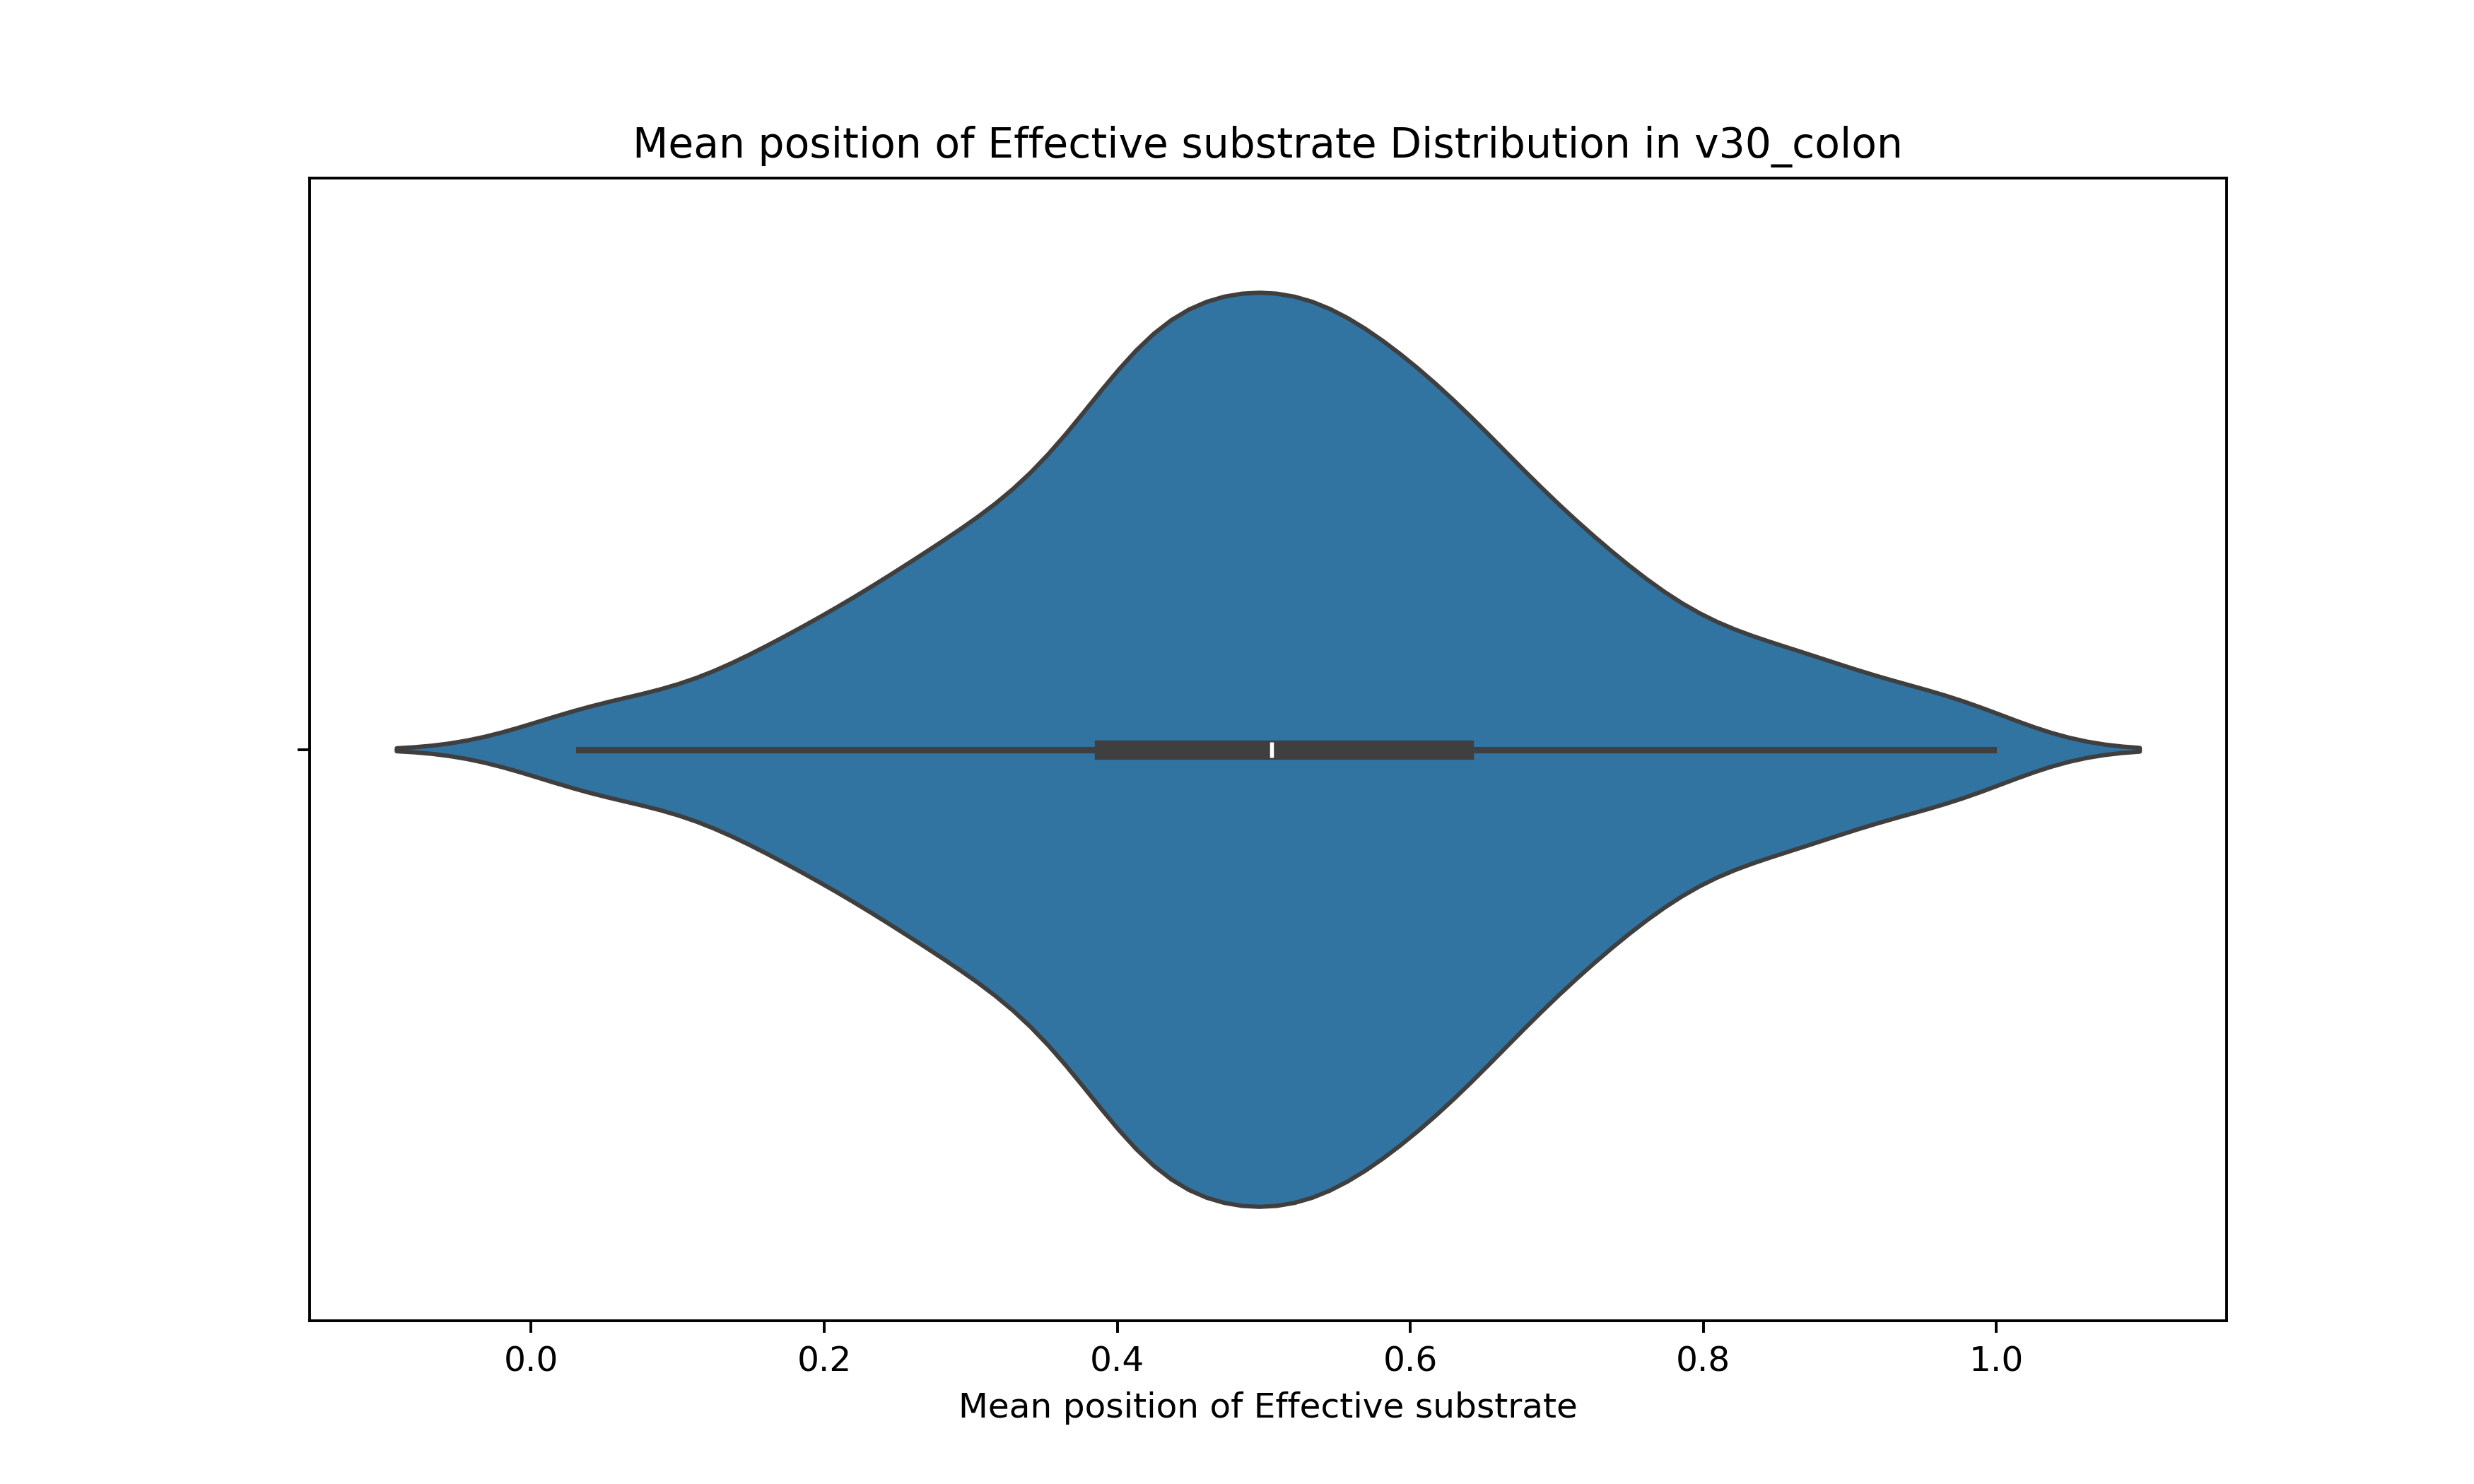 Mean position of Effective substrate Distribution in v30_colon
0.0 0.2 0.4 0.6 0.8 1.0
Mean position of Effective substrate